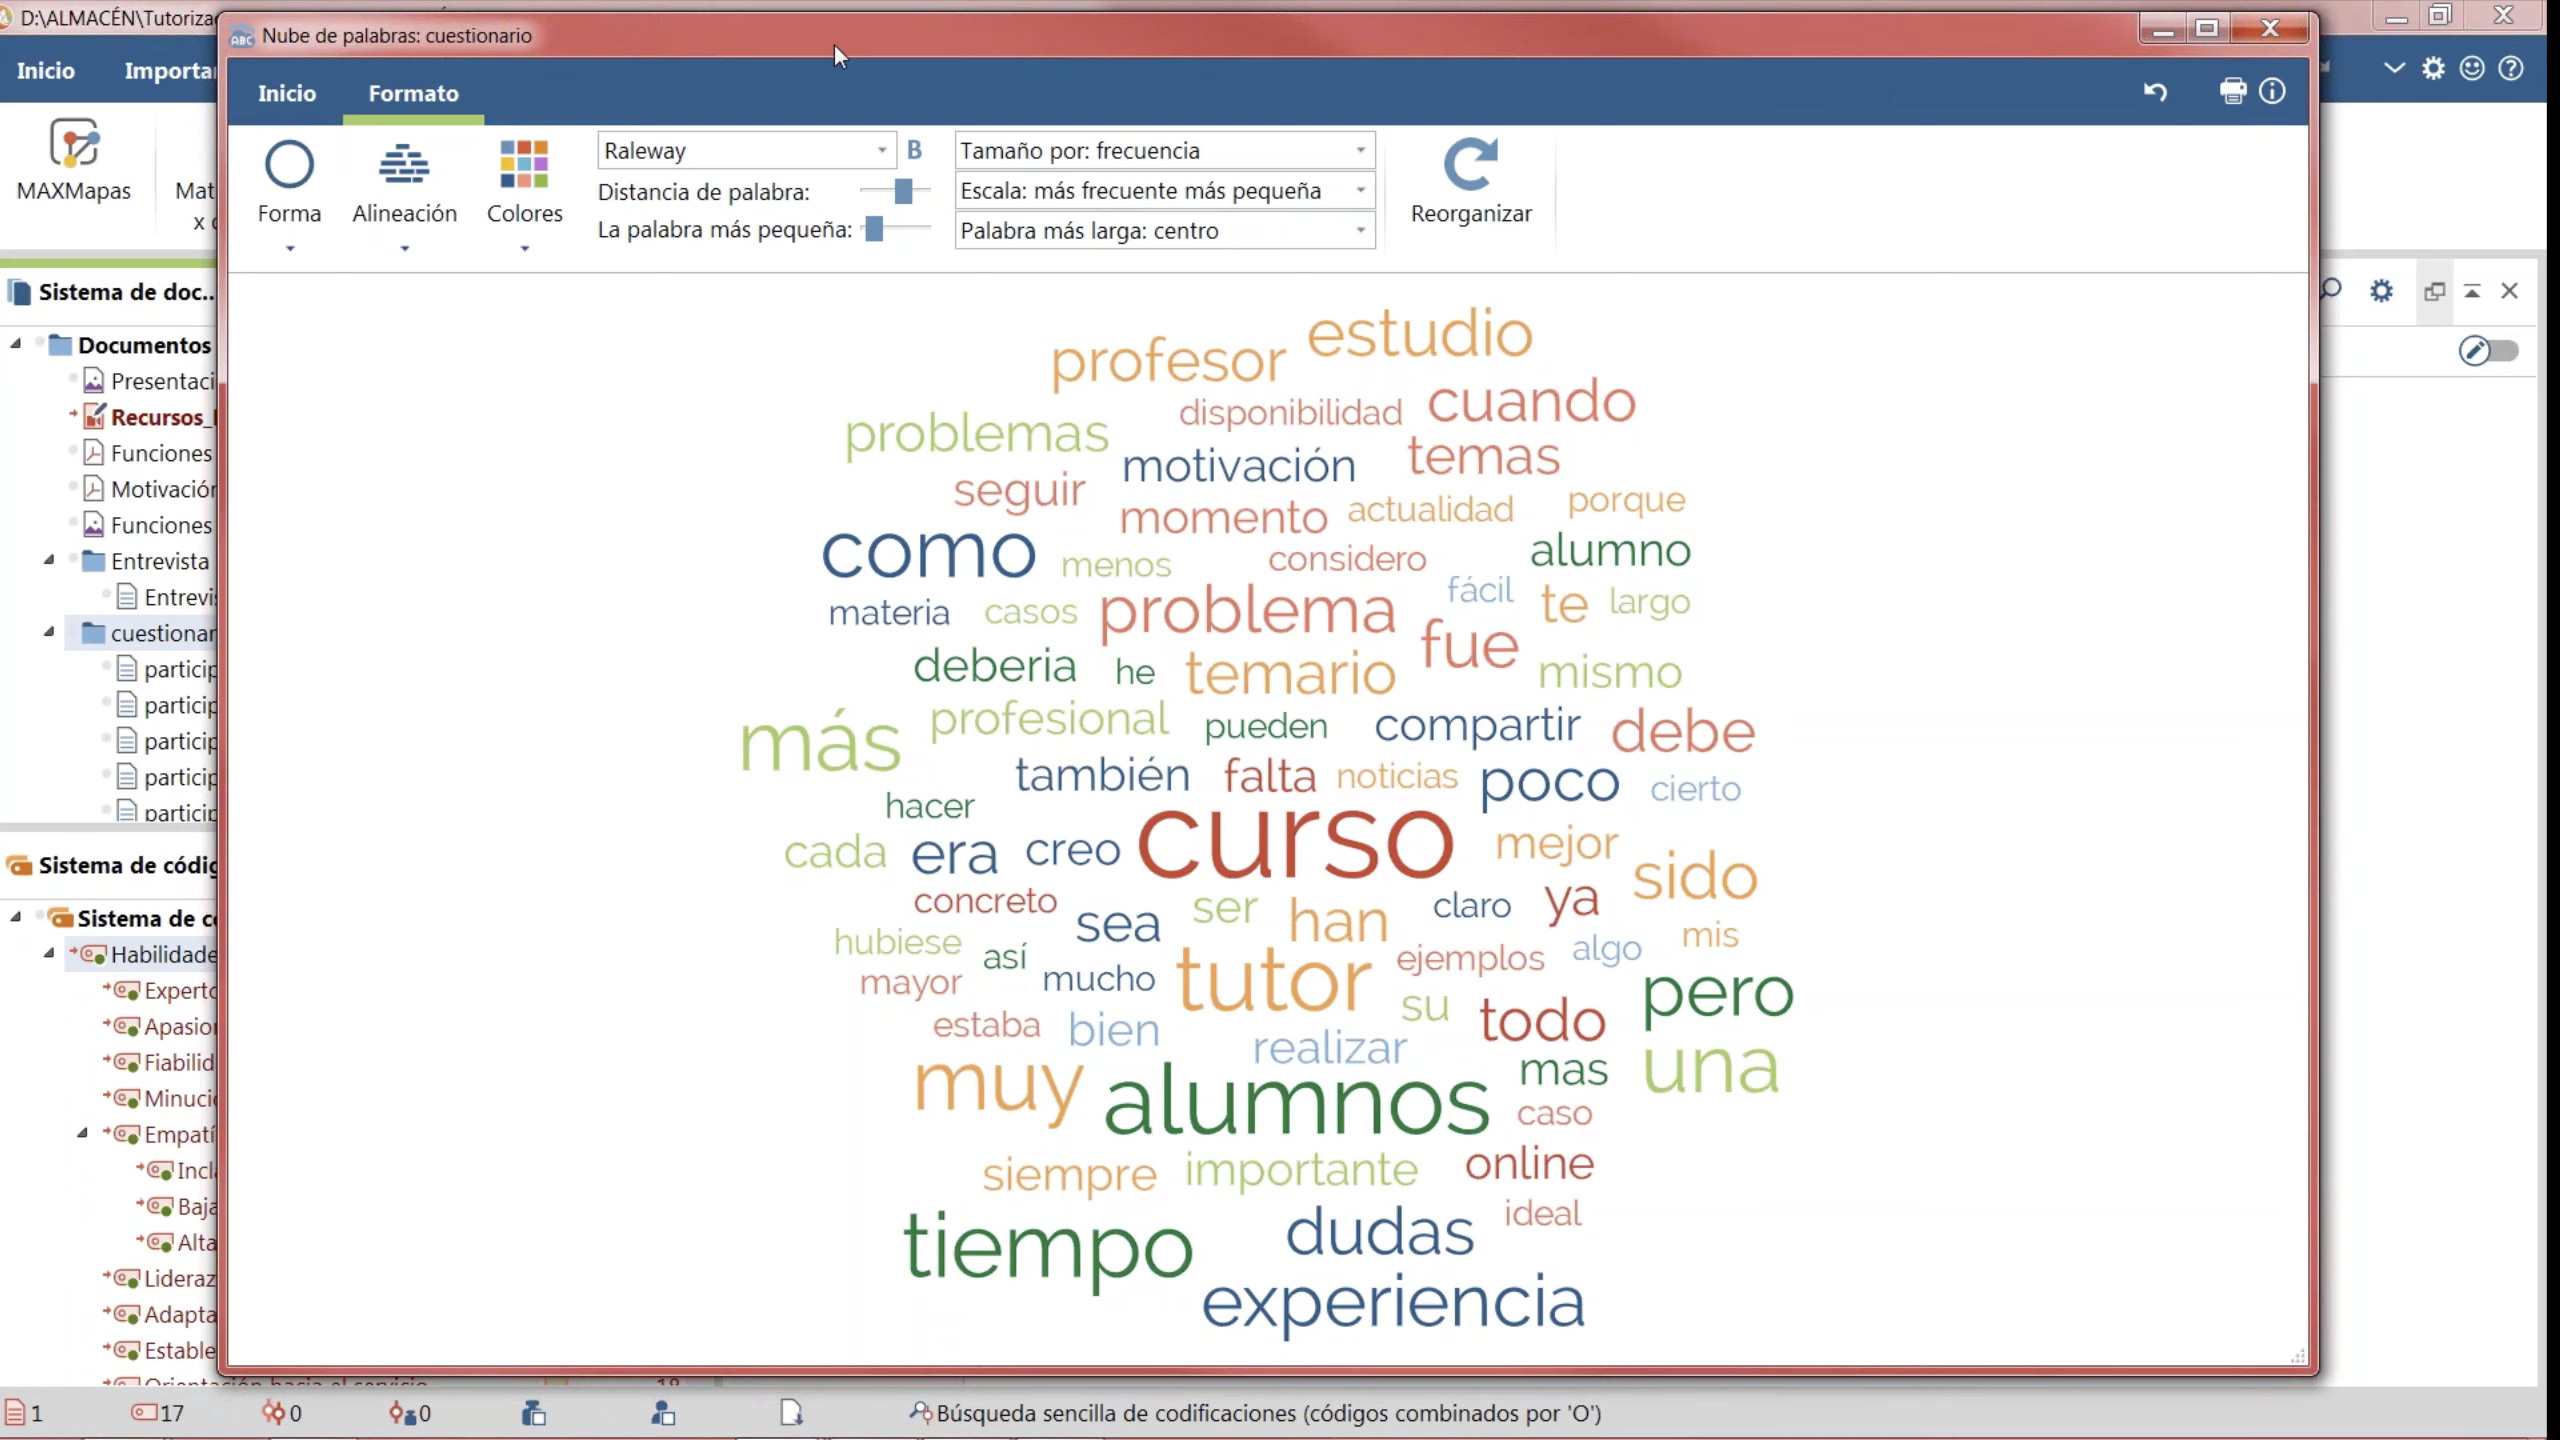 D:\ALMACÉN\Tutoriza
Nube de palabras: cuestionario
Inicio Importa
Inicio Formato
MAXMapas
Mat
x c
Forma
Alineación
Colores
Raleway B
Distancia de palabra:
La palabra más pequeña:
Tamaño por: frecuencia
Escala: más frecuente más pequeña
Palabra más larga: centro
Reorganizar
Sistema de doc...
Documentos
Presentaci
Recursos_
Funciones
Motivación
Funciones
Entrevista
Entrevis
cuestionar
particip
particip
particip
particip
particip
Sistema de códig
Sistema de c
Habilidade
Experto
Apasio
Fiabilid
Minuci
Empatí
Incl
Baja
Alta
Lideraz
Adapta
Estable
Orientación hacia el servicio 18
estudio
profesor
disponibilidad cuando
problemas
motivación temas
seguir
momento actualidad porque
como menos considero alumno
materia casos problema fácil te largo
deberia he temario fue mismo
más profesional pueden compartir debe
también falta noticias poco cierto
hacer
cada era creo curso mejor sido
concreto sea ser han claro ya
hubiese así mis
mayor mucho tutor ejemplos algo
pero
estaba bien su todo
realizar
muy alumnos mas una
caso
siempre importante online
ideal
tiempo dudas
experiencia
1 17 0 0 Búsqueda sencilla de codificaciones (códigos combinados por 'O')